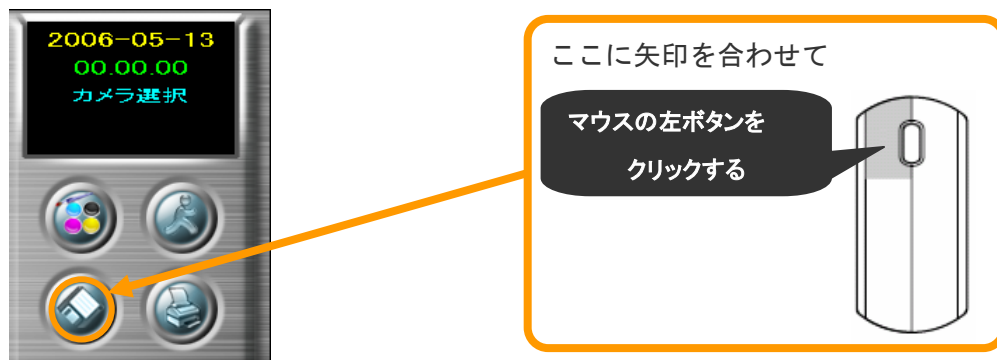 2006-05-13
00.00.00
カメラ選択
ここに矢印を合わせて
マウスの左ボタンを
クリックする